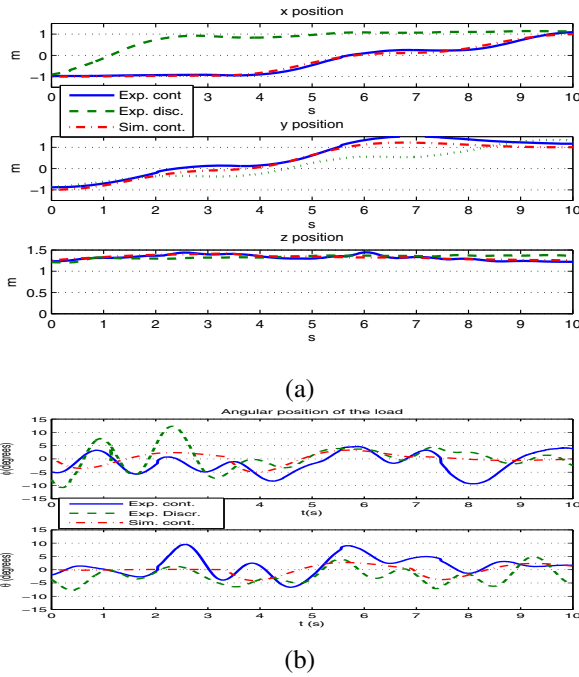 x position
1
0
−1
m
0 1 2 3 4 5 6 7 8 9 10
s
Exp. cont
Exp. disc.
Sim. cont.
y position
1
0
−1
m
0 1 2 3 4 5 6 7 8 9 10
s
z position
1.5
1
0.5
0
m
0 1 2 3 4 5 6 7 8 9 10
s
(a)
Angular position of the load
15
10
5
0
−5
−10
−15
ϕ(degrees)
0 1 2 3 4 5 6 7 8 9 10
t(s)
Exp. cont.
Exp. Discr.
Sim. cont.
15
10
5
0
−5
−10
−15
θ (degrees)
0 1 2 3 4 5 6 7 8 9 10
t (s)
(b)